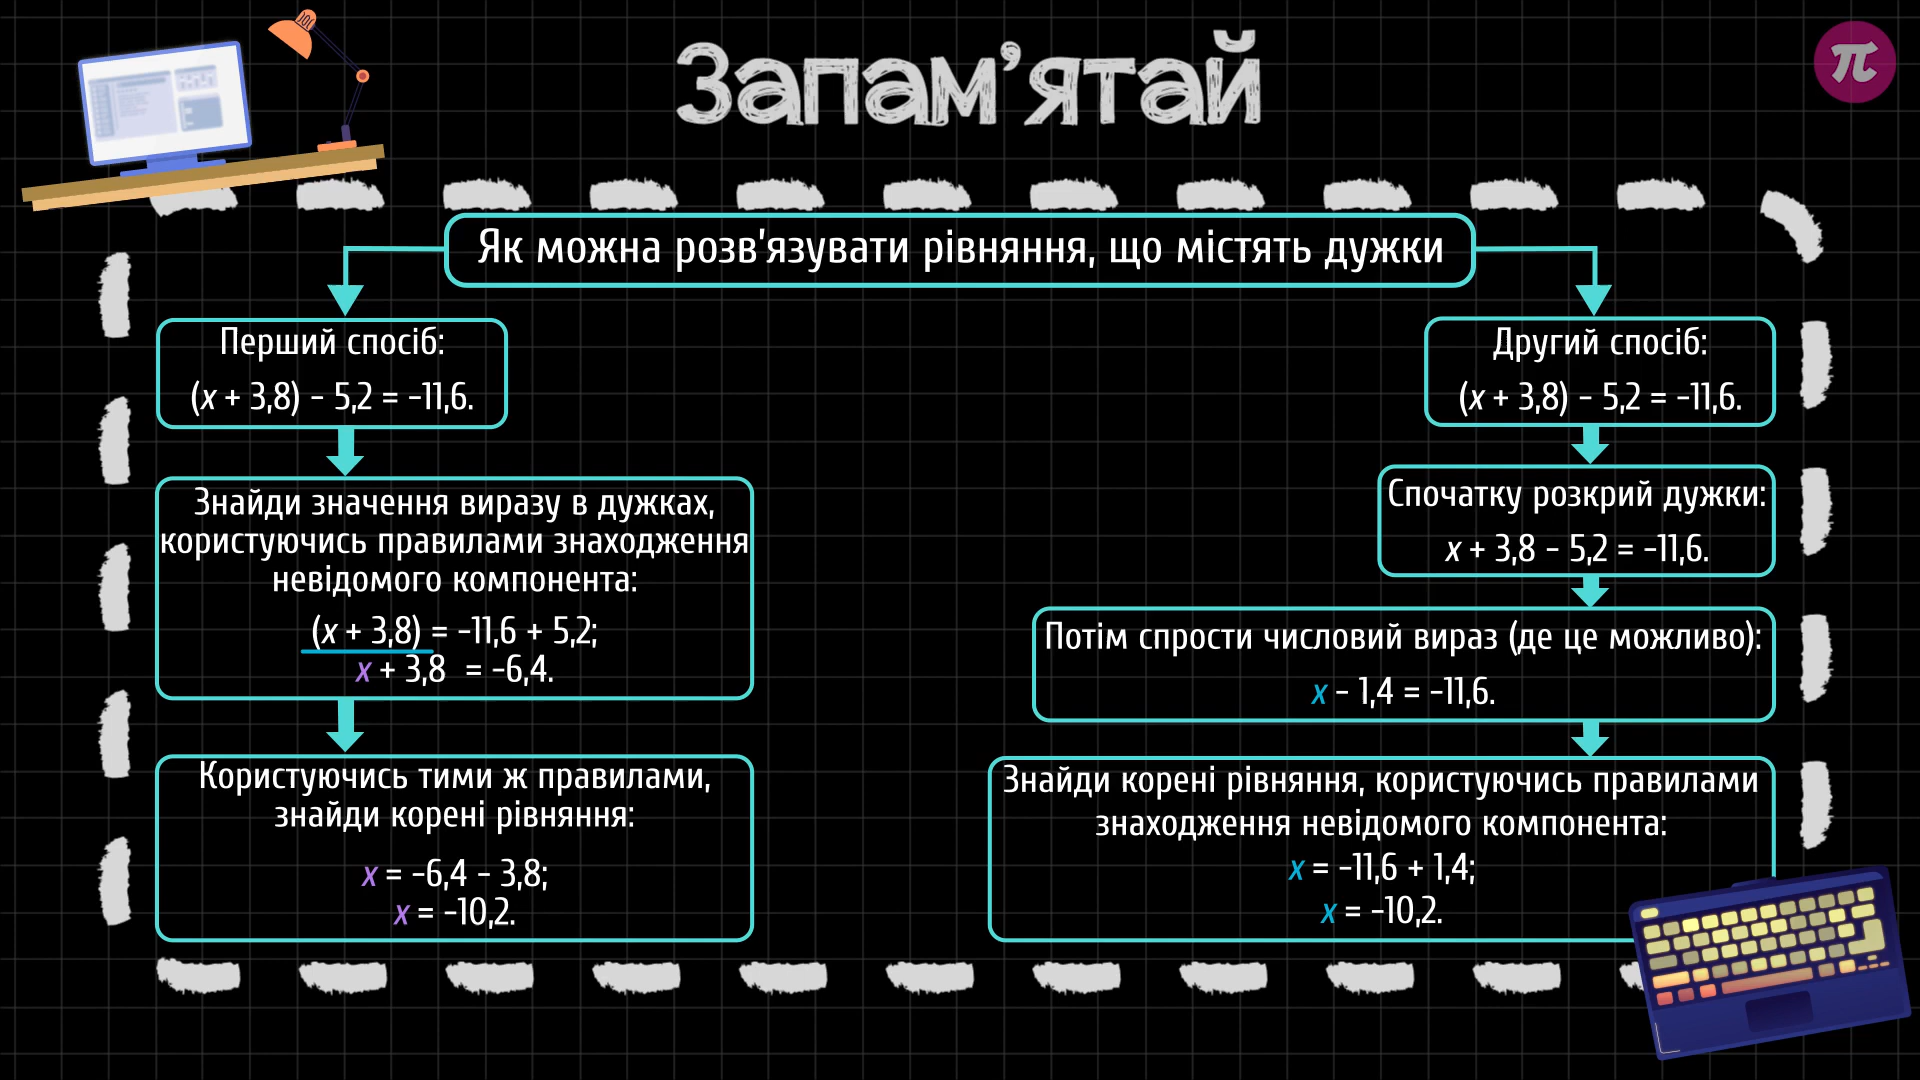 Запам'ятай
π
Як можна розв'язувати рівняння, що містять дужки
Перший спосіб:
(x + 3,8) − 5,2 = −11,6.
Знайди значення виразу в дужках,
користуючись правилами знаходження
невідомого компонента:
(x + 3,8) = −11,6 + 5,2;
x + 3,8 = −6,4.
Користуючись тими ж правилами,
знайди корені рівняння:
x = −6,4 − 3,8;
x = −10,2.
Другий спосіб:
(x + 3,8) − 5,2 = −11,6.
Спочатку розкрий дужки:
x + 3,8 − 5,2 = −11,6.
Потім спрости числовий вираз (де це можливо):
x − 1,4 = −11,6.
Знайди корені рівняння, користуючись правилами
знаходження невідомого компонента:
x = −11,6 + 1,4;
x = −10,2.